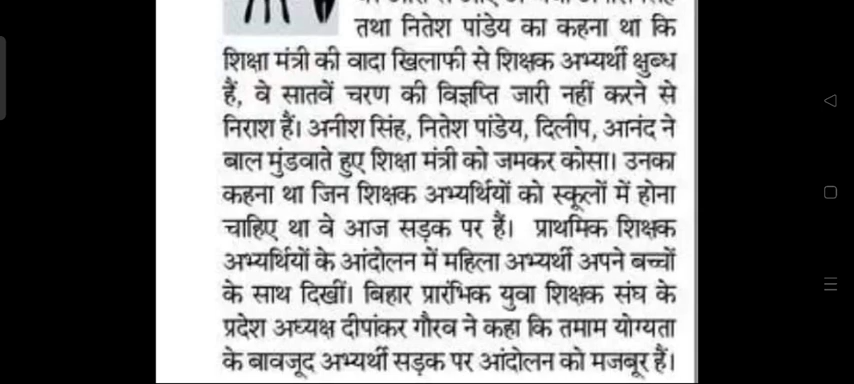 तथा नितेश पांडेय का कहना था कि
शिक्षा मंत्री की वादा खिलाफी से शिक्षक अभ्यर्थी क्षुब्ध
हैं, वे सातवें चरण की विज्ञप्ति जारी नहीं करने से
निराश हैं। अनीश सिंह, नितेश पांडेय, दिलीप, आनंद ने
बाल मुंडवाते हुए शिक्षा मंत्री को जमकर कोसा। उनका
कहना था जिन शिक्षक अभ्यर्थियों को स्कूलों में होना
चाहिए था वे आज सड़क पर हैं। प्राथमिक शिक्षक
अभ्यर्थियों के आंदोलन में महिला अभ्यर्थी अपने बच्चों
के साथ दिखीं। बिहार प्रारंभिक युवा शिक्षक संघ के
प्रदेश अध्यक्ष दीपांकर गौरव ने कहा कि तमाम योग्यता
के बावजूद अभ्यर्थी सड़क पर आंदोलन को मजबूर हैं।